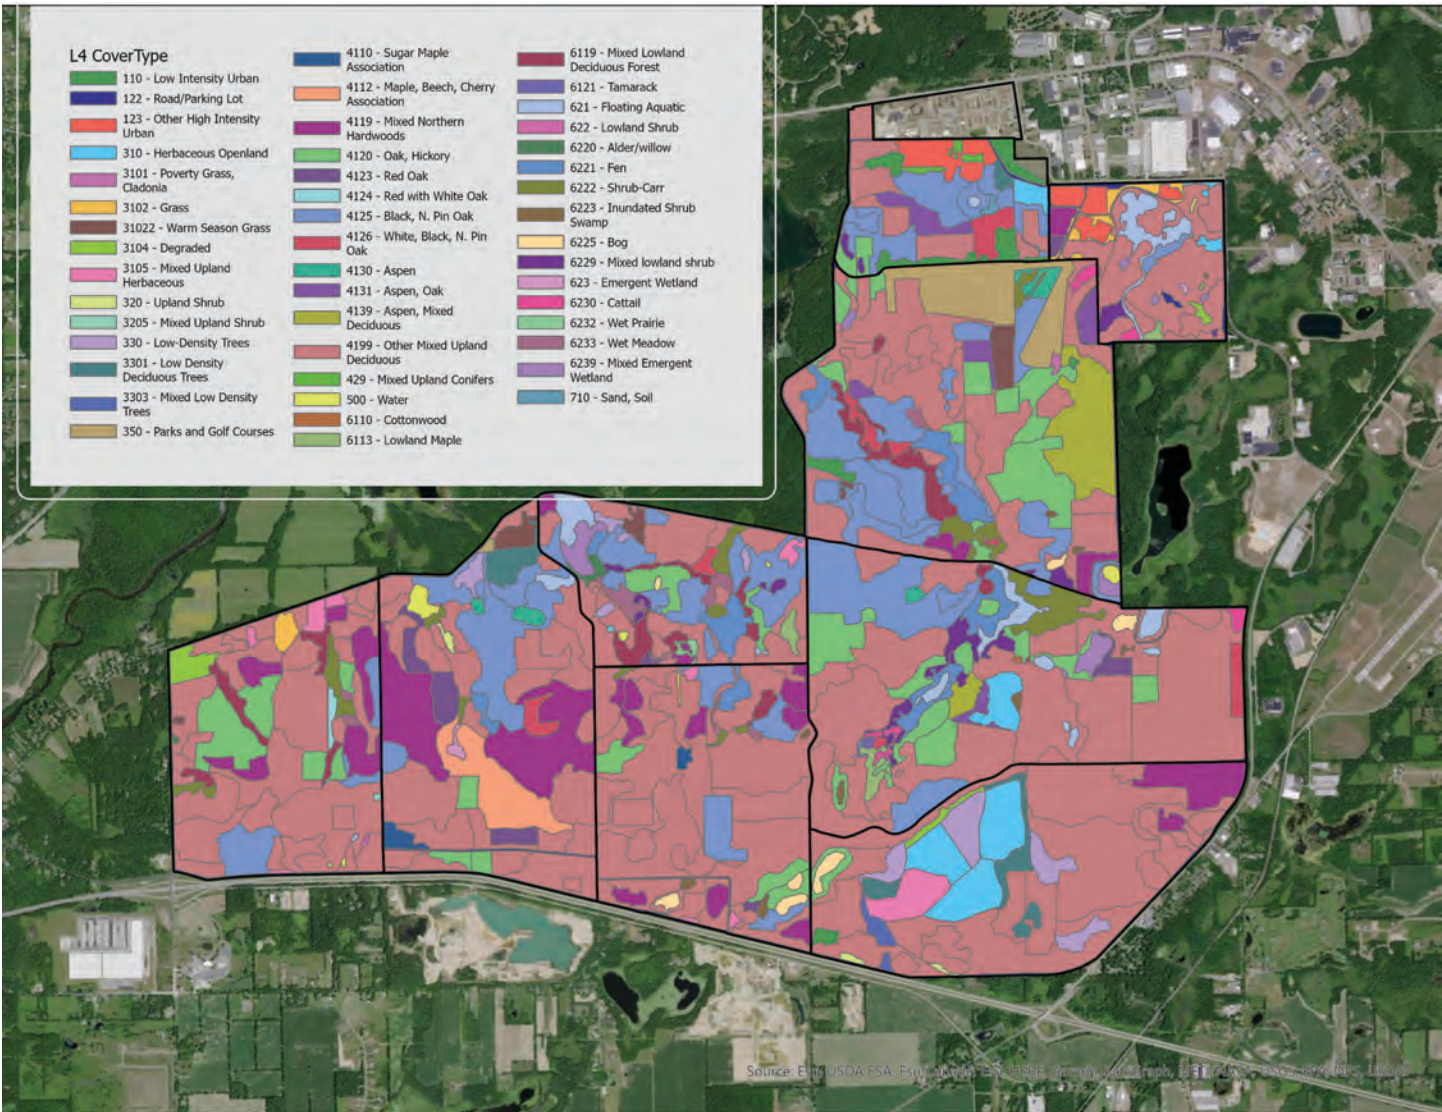 L4 CoverType
110 - Low Intensity Urban
122 - Road/Parking Lot
123 - Other High Intensity
Urban
310 - Herbaceous Openland
3101 - Poverty Grass,
Cladonia
3102 - Grass
31022 - Warm Season Grass
3104 - Degraded
3105 - Mixed Upland
Herbaceous
320 - Upland Shrub
3205 - Mixed Upland Shrub
330 - Low-Density Trees
3301 - Low Density
Deciduous Trees
3303 - Mixed Low Density
Trees
350 - Parks and Golf Courses
4110 - Sugar Maple
Association
4112 - Maple, Beech, Cherry
Association
4119 - Mixed Northern
Hardwoods
4120 - Oak, Hickory
4123 - Red Oak
4124 - Red with White Oak
4125 - Black, N. Pin Oak
4126 - White, Black, N. Pin
Oak
4130 - Aspen
4131 - Aspen, Oak
4139 - Aspen, Mixed
Deciduous
4199 - Other Mixed Upland
Deciduous
429 - Mixed Upland Conifers
500 - Water
6110 - Cottonwood
6113 - Lowland Maple
6119 - Mixed Lowland
Deciduous Forest
6121 - Tamarack
621 - Floating Aquatic
622 - Lowland Shrub
6220 - Alder/willow
6221 - Fen
6222 - Shrub-Carr
6223 - Inundated Shrub
Swamp
6225 - Bog
6229 - Mixed lowland shrub
623 - Emergent Wetland
6230 - Cattail
6232 - Wet Prairie
6233 - Wet Meadow
6239 - Mixed Emergent
Wetland
710 - Sand, Soil
Source: Esri, USDA FSA, Esri